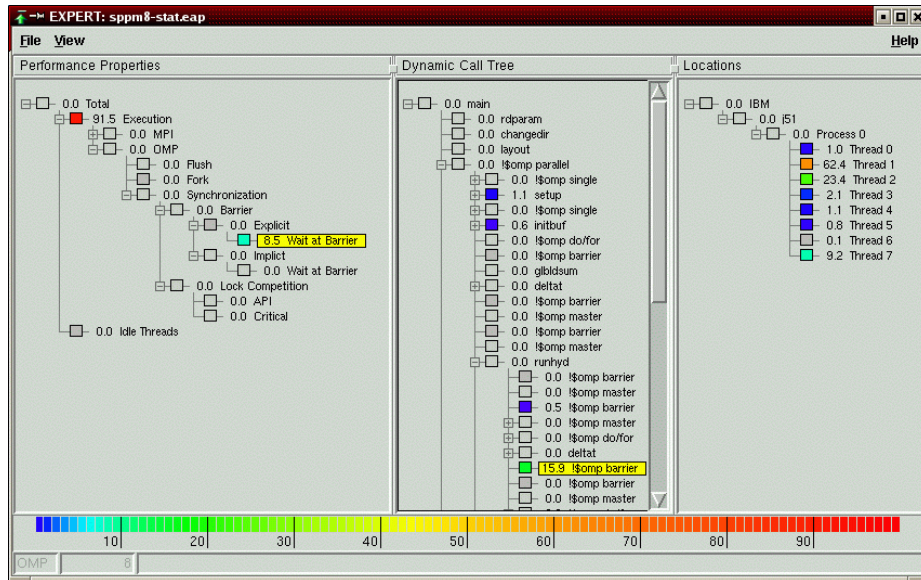 EXPERT: sppm8-stat.eap
File View Help
Performance Properties
0.0 Total
91.5 Execution
0.0 MPI
0.0 OMP
0.0 Flush
0.0 Fork
0.0 Synchronization
0.0 Barrier
0.0 Explicit
8.5 Wait at Barrier
0.0 Implict
0.0 Wait at Barrier
0.0 Lock Competition
0.0 API
0.0 Critical
0.0 Idle Threads
Dynamic Call Tree
0.0 main
0.0 rdparam
0.0 changedir
0.0 layout
0.0 !$omp parallel
0.0 !$omp single
1.1 setup
0.0 !$omp single
0.6 initbuf
0.0 !$omp do/for
0.0 !$omp barrier
0.0 glbldsum
0.0 deltat
0.0 !$omp barrier
0.0 !$omp master
0.0 !$omp barrier
0.0 !$omp master
0.0 runhyd
0.0 !$omp barrier
0.0 !$omp master
0.5 !$omp barrier
0.0 !$omp master
0.0 !$omp do/for
0.0 deltat
15.9 !$omp barrier
0.0 !$omp barrier
0.0 !$omp master
Locations
0.0 IBM
0.0 i51
0.0 Process 0
1.0 Thread 0
62.4 Thread 1
23.4 Thread 2
2.1 Thread 3
1.1 Thread 4
0.8 Thread 5
0.1 Thread 6
9.2 Thread 7
10 20 30 40 50 60 70 80 90
OMP 8